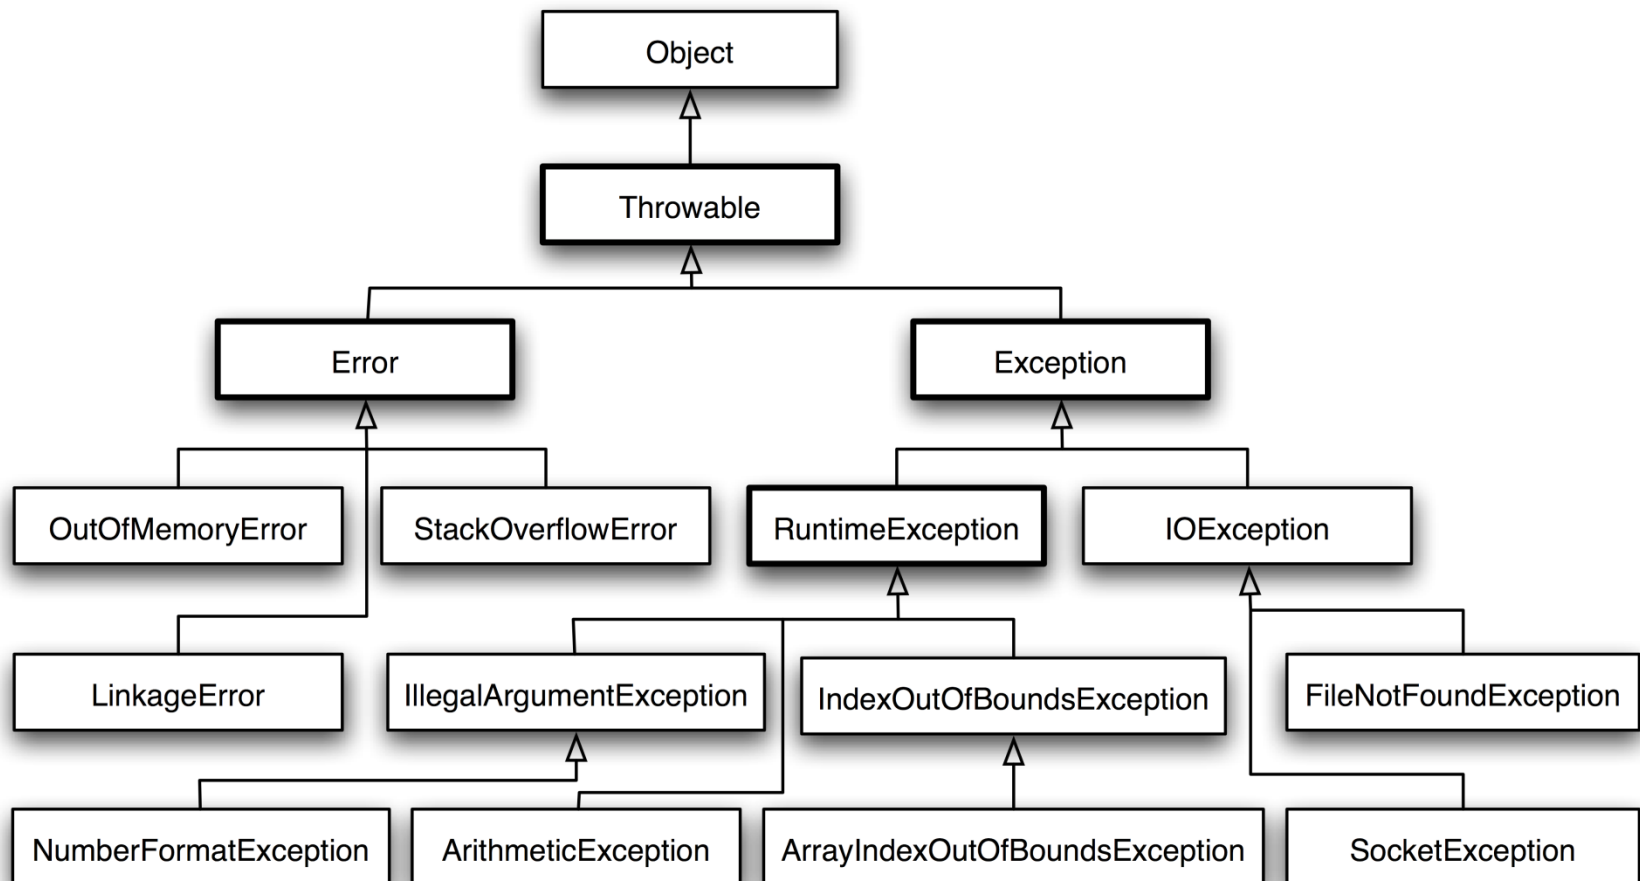 Object
Throwable
Error
Exception
OutOfMemoryError
StackOverflowError
RuntimeException
IOException
LinkageError
IllegalArgumentException
IndexOutOfBoundsException
FileNotFoundException
NumberFormatException
ArithmeticException
ArrayIndexOutOfBoundsException
SocketException